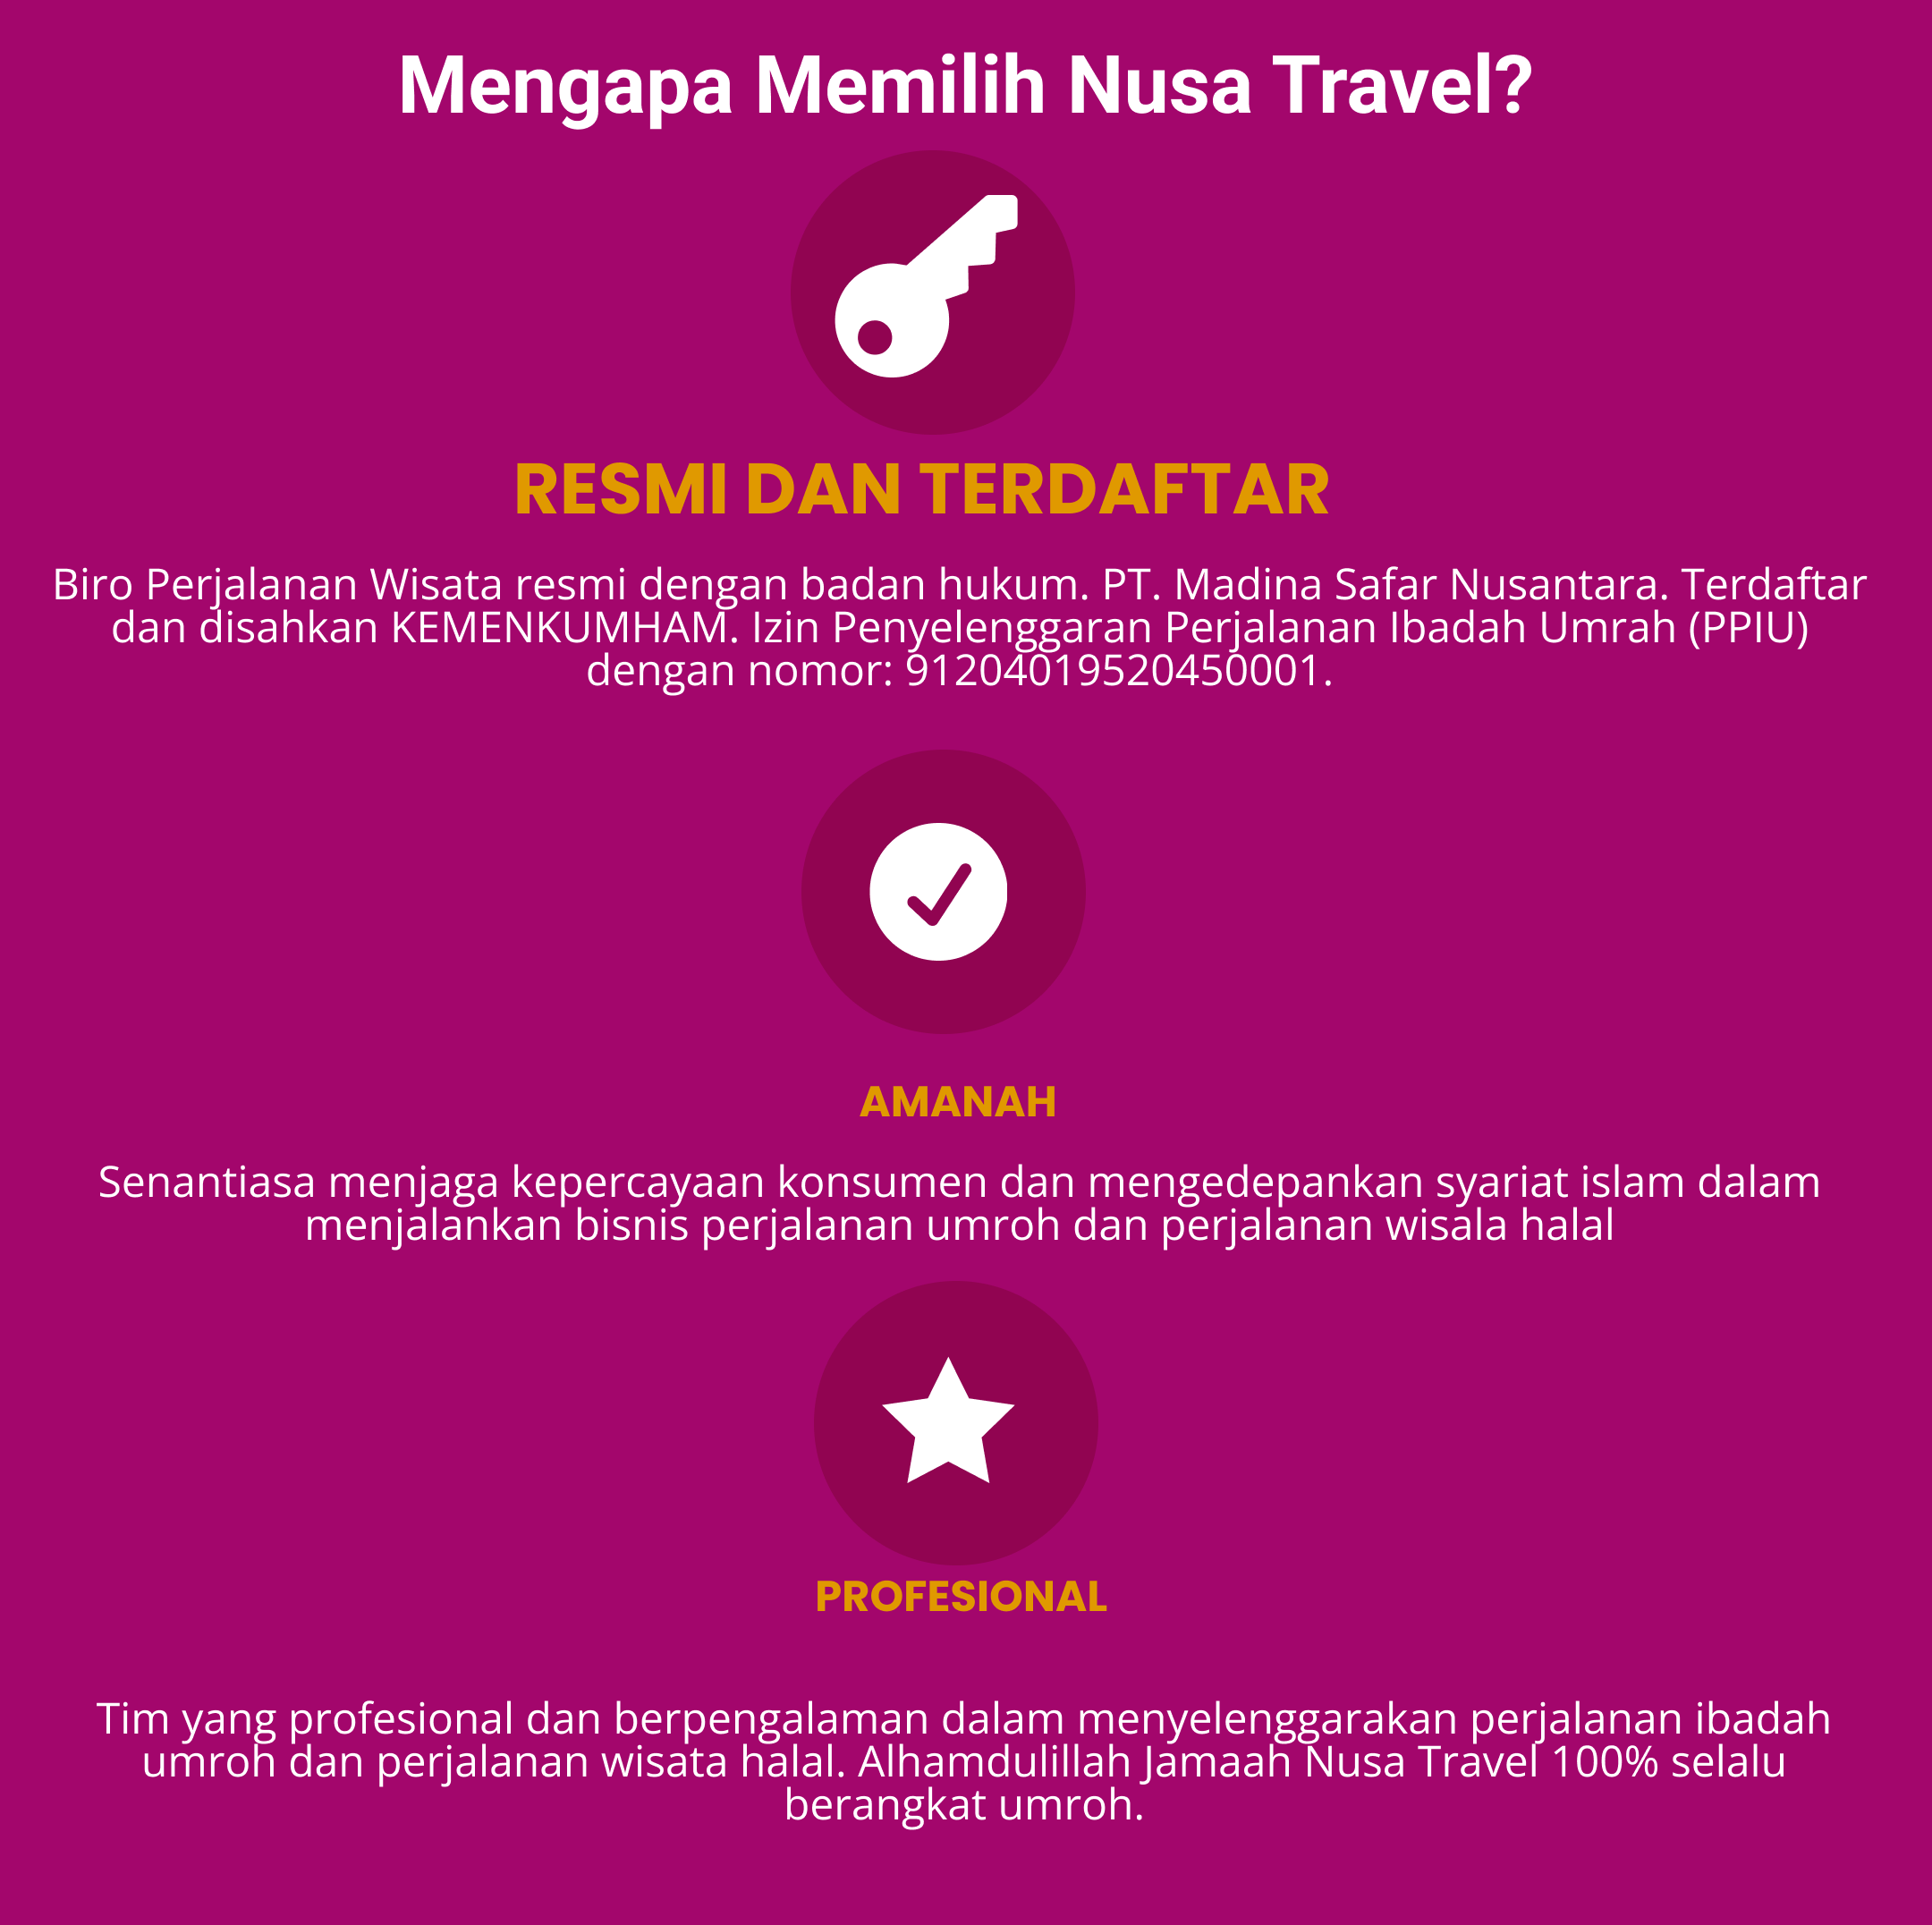 Mengapa Memilih Nusa Travel?
RESMI DAN TERDAFTAR
Biro Perjalanan Wisata resmi dengan badan hukum. PT. Madina Safar Nusantara. Terdaftar
dan disahkan KEMENKUMHAM. Izin Penyelenggaran Perjalanan Ibadah Umrah (PPIU)
dengan nomor: 91204019520450001.
AMANAH
Senantiasa menjaga kepercayaan konsumen dan mengedepankan syariat islam dalam
menjalankan bisnis perjalanan umroh dan perjalanan wisala halal
PROFESIONAL
Tim yang profesional dan berpengalaman dalam menyelenggarakan perjalanan ibadah
umroh dan perjalanan wisata halal. Alhamdulillah Jamaah Nusa Travel 100% selalu
berangkat umroh.